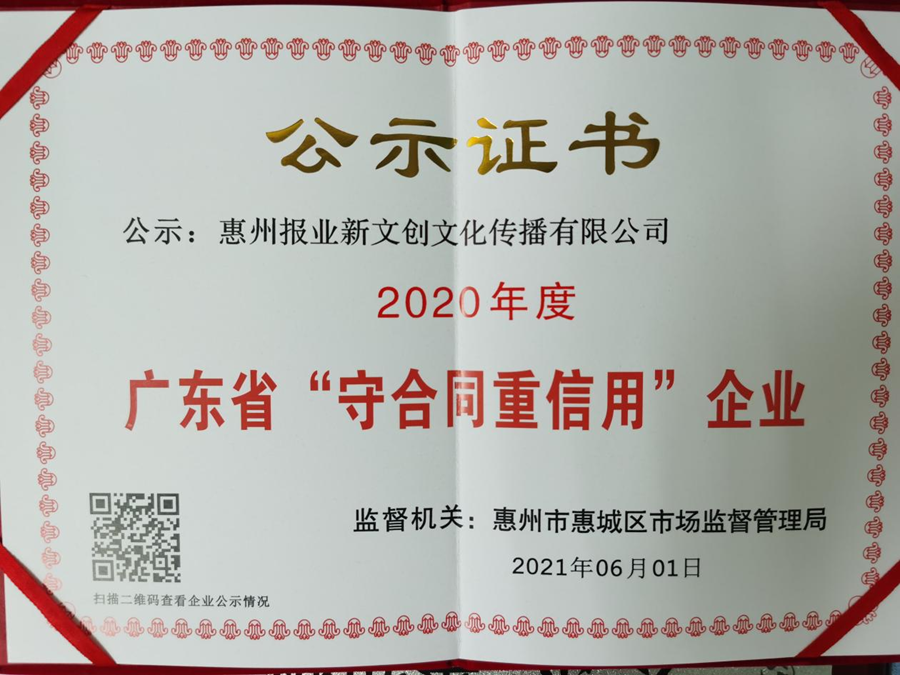 公示证书
公示：惠州报业新文创文化传播有限公司
2020年度
广东省“守合同重信用”企业
监督机关：惠州市惠城区市场监督管理局
2021年06月01日
扫描二维码查看企业公示情况